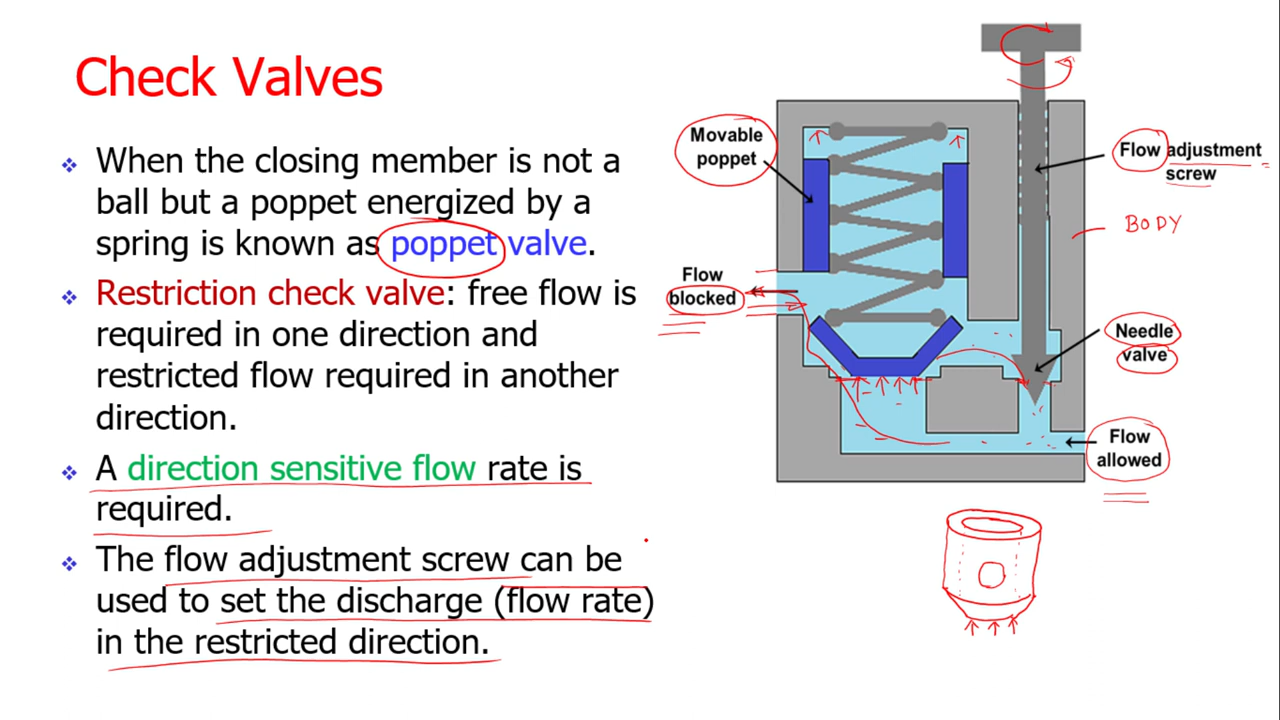 Check Valves
When the closing member is not a
ball but a poppet energized by a
spring is known as poppet valve.
Restriction check valve: free flow is
required in one direction and
restricted flow required in another
direction.
A direction sensitive flow rate is
required.
The flow adjustment screw can be
used to set the discharge (flow rate)
in the restricted direction.
Movable
poppet
Flow adjustment
screw
BODY
Flow
blocked
Needle
valve
Flow
allowed